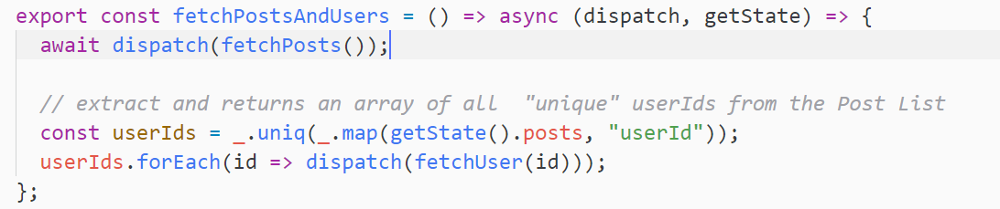 export const fetchPostsAndUsers = () => async (dispatch, getState) => {
  await dispatch(fetchPosts());

  // extract and returns an array of all  "unique" userIds from the Post List
  const userIds = _.uniq(_.map(getState().posts, "userId"));
  userIds.forEach(id => dispatch(fetchUser(id)));
};